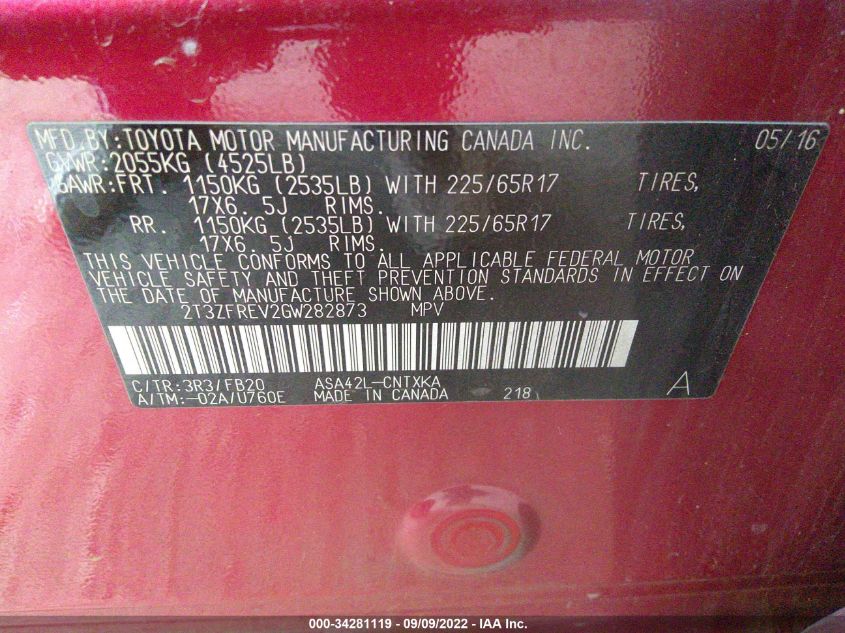 MFD.BY:TOYOTA MOTOR MANUFACTURING CANADA INC. 05/16
GVWR:2055KG (4525LB)
GAWR:FRT. 1150KG (2535LB) WITH 225/65R17 TIRES,
17X6. 5J RIMS.
RR. 1150KG (2535LB) WITH 225/65R17 TIRES,
17X6. 5J RIMS.
THIS VEHICLE CONFORMS TO ALL APPLICABLE FEDERAL MOTOR
VEHICLE SAFETY AND THEFT PREVENTION STANDARDS IN EFFECT ON
THE DATE OF MANUFACTURE SHOWN ABOVE.
2T3ZFREV2GW282873 MPV
C/TR:3R3/FB20 ASA42L-CNTXKA A
A/TM:-02A/U760E MADE IN CANADA 218
000-34281119 - 09/09/2022 - IAA Inc.